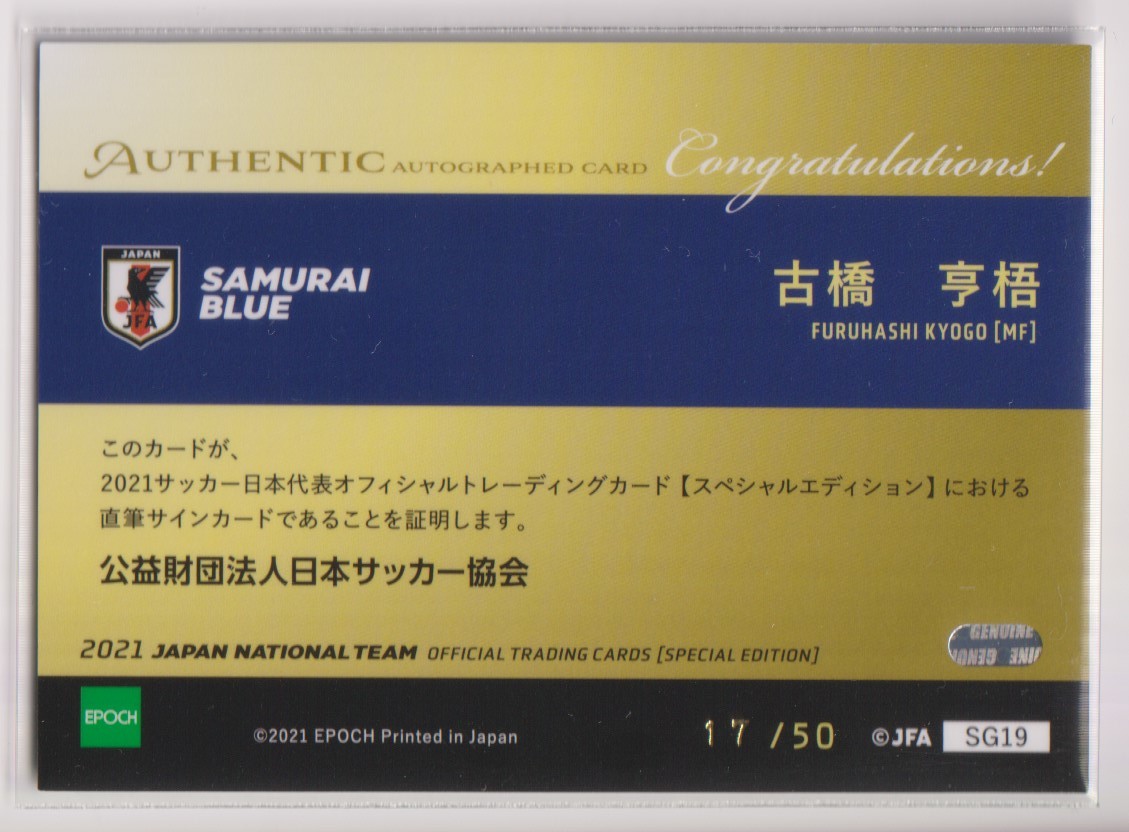 AUTHENTIC AUTOGRAPHED CARD Congratulations!
JAPAN
JFA
SAMURAI
BLUE
古橋 亨梧
FURUHASHI KYOGO [MF]
このカードが、
2021サッカー日本代表オフィシャルトレーディングカード【スペシャルエディション】における
直筆サインカードであることを証明します。
公益財団法人日本サッカー協会
GENUINE
2021 JAPAN NATIONAL TEAM OFFICIAL TRADING CARDS [SPECIAL EDITION]
EPOCH
©2021 EPOCH Printed in Japan
17 /50
©JFA
SG19